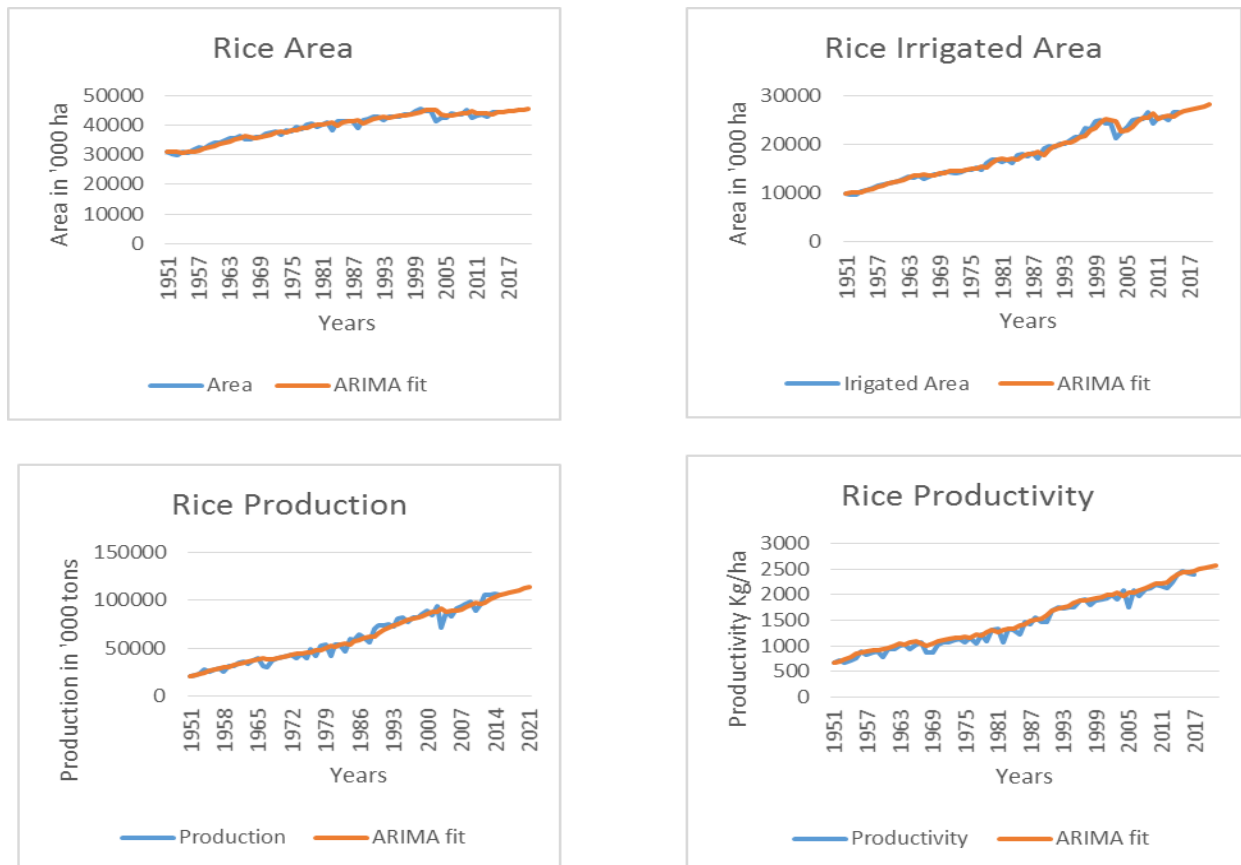 Rice Area
Area in '000 ha
50000
40000
30000
20000
10000
0
1951 1957 1963 1969 1975 1981 1987 1993 1999 2005 2011 2017
Years
Area ARIMA fit
Rice Irrigated Area
Area in '000 ha
30000
20000
10000
0
1951 1957 1963 1969 1975 1981 1987 1993 1999 2005 2011 2017
Years
Irigated Area ARIMA fit
Rice Production
Production in '000 tons
150000
100000
50000
0
1951 1958 1965 1972 1979 1986 1993 2000 2007 2014 2021
Years
Production ARIMA fit
Rice Productivity
Productivity Kg/ha
3000
2500
2000
1500
1000
500
0
1951 1957 1963 1969 1975 1981 1987 1993 1999 2005 2011 2017
Years
Productivity ARIMA fit